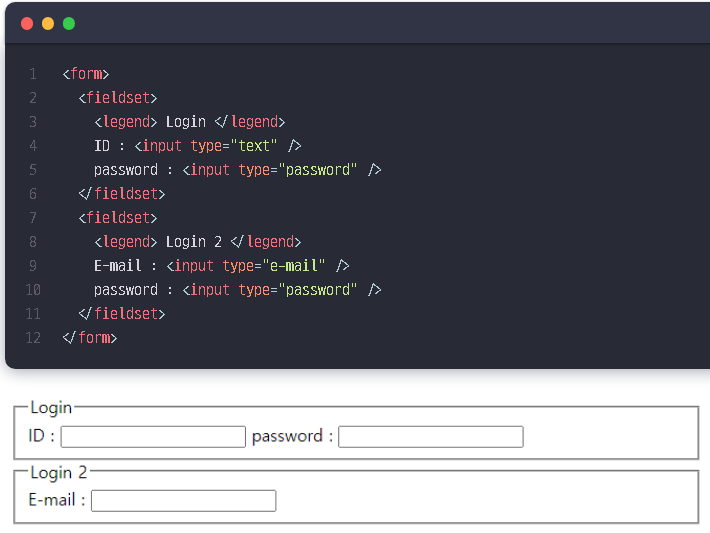 1 <form>
2 <fieldset>
3 <legend> Login </legend>
4 ID : <input type="text" />
5 password : <input type="password" />
6 </fieldset>
7 <fieldset>
8 <legend> Login 2 </legend>
9 E-mail : <input type="e-mail" />
10 password : <input type="password" />
11 </fieldset>
12 </form>
Login
ID : password :
Login 2
E-mail :